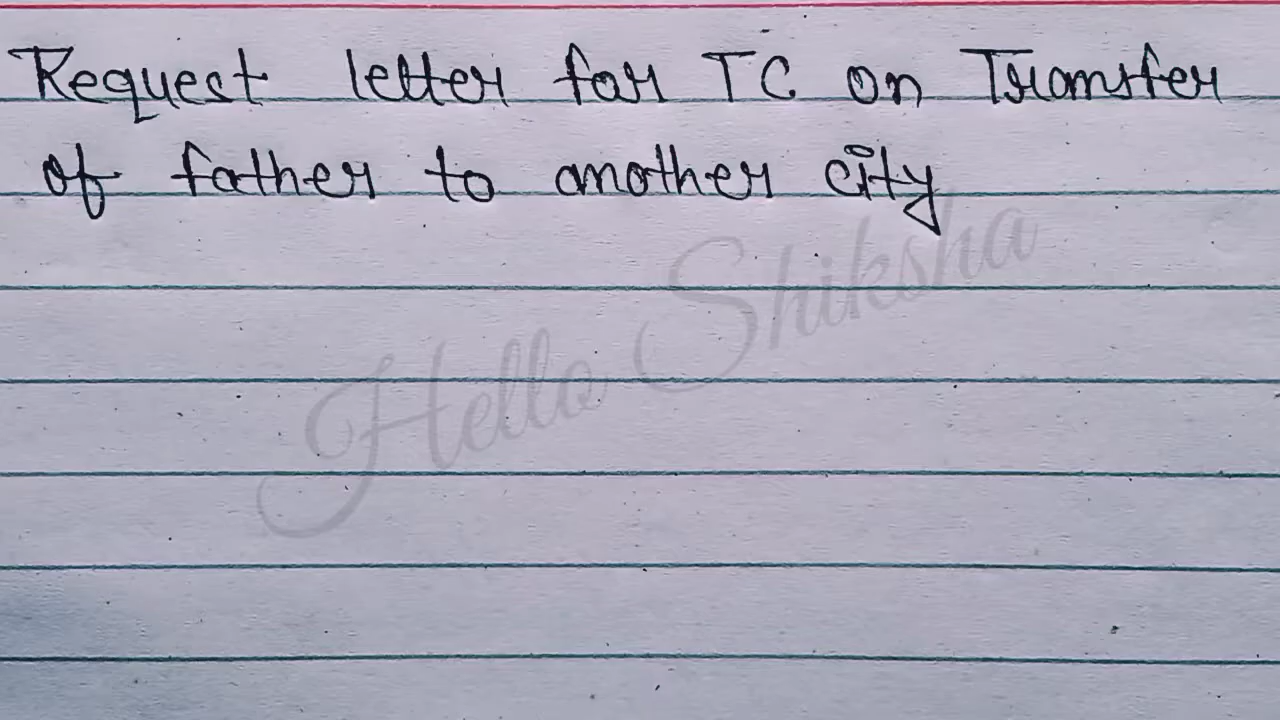 Request letter for TC on Transfer
of father to another city
Hello Shiksha